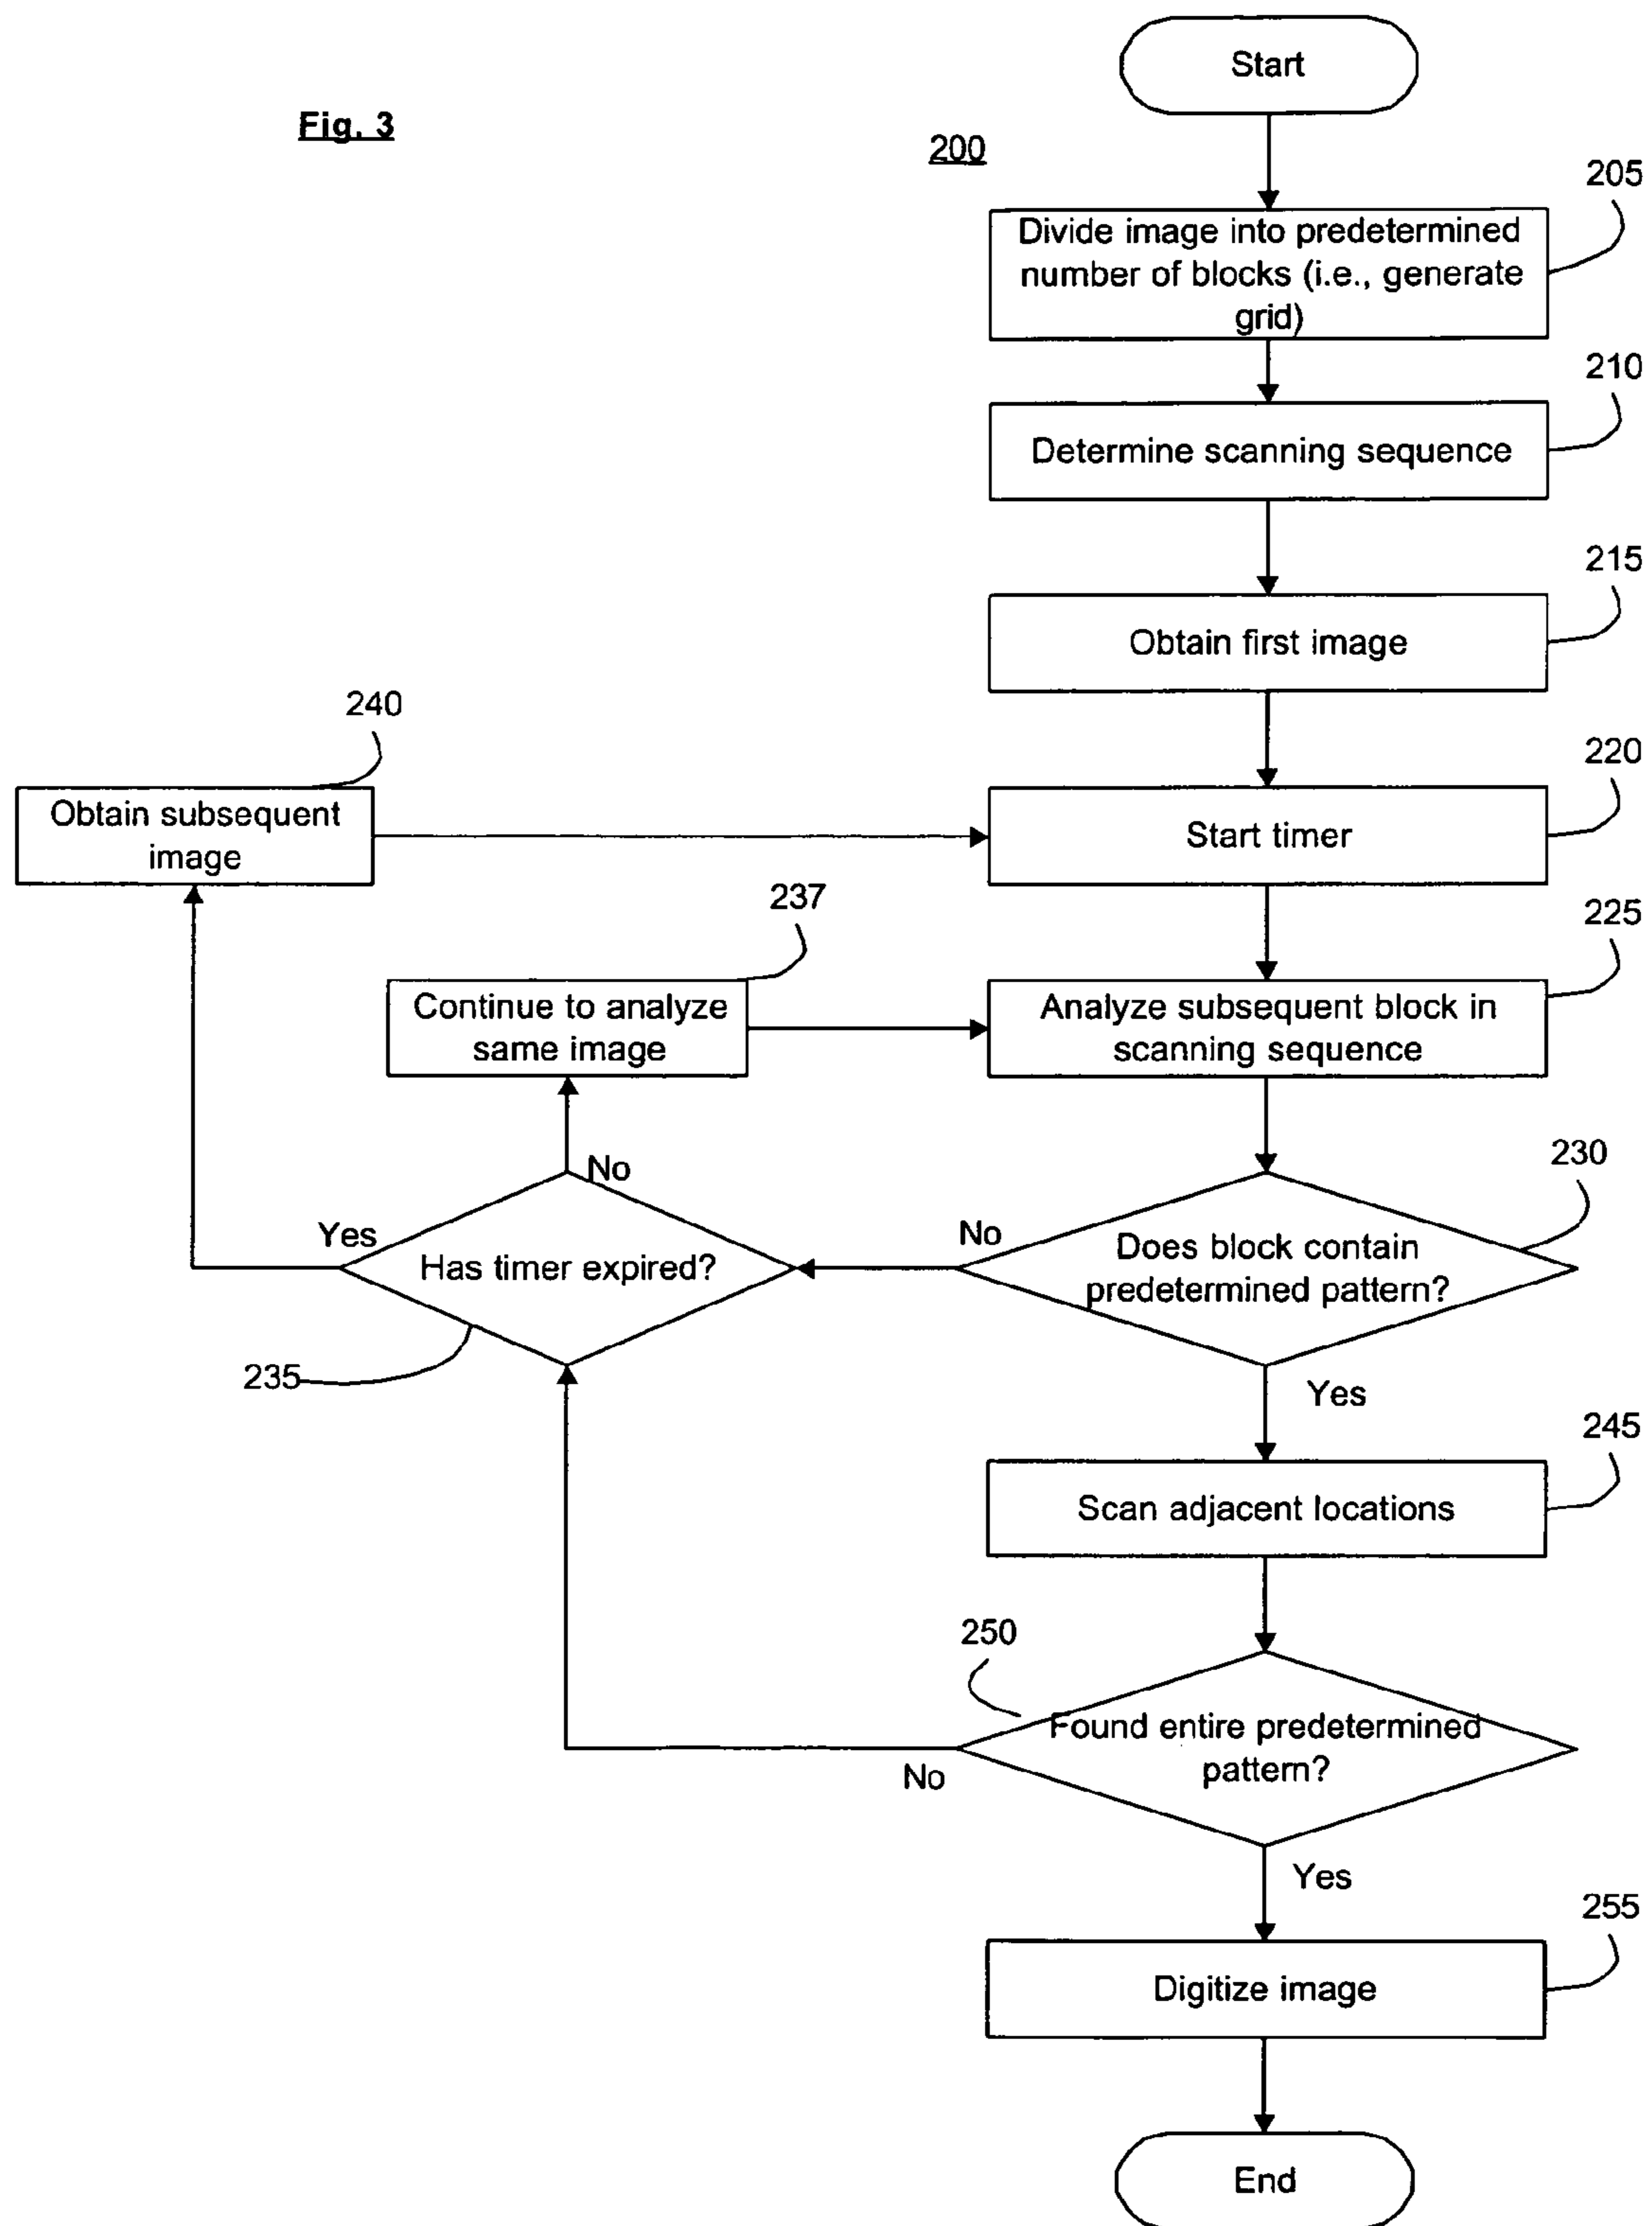 Start
Fig. 3
200
205
Divide image into predetermined
number of blocks (i.e., generate
grid)
210
Determine scanning sequence
215
Obtain first image
240
220
Obtain subsequent
image
Start timer
237
225
Continue to analyze
same image
Analyze subsequent block in
scanning sequence
230
No
Yes
No
Has timer expired?
Does block contain
predetermined pattern?
235
Yes
245
Scan adjacent locations
250
Found entire predetermined
pattern?
No
Yes
255
Digitize image
End